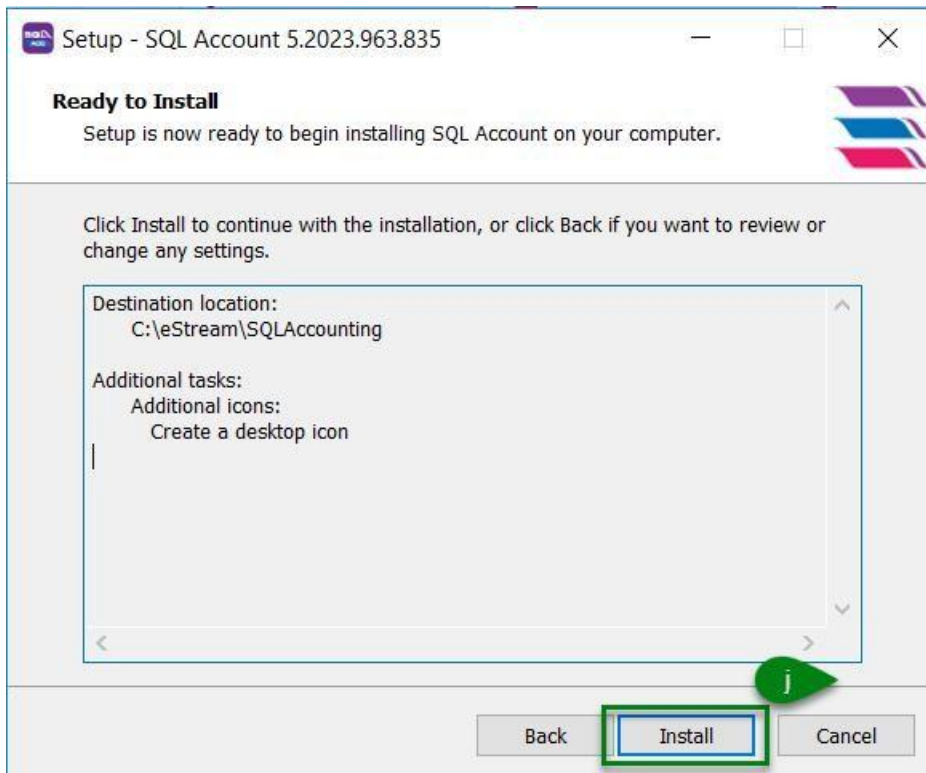 SQL
ACC
Setup - SQL Account 5.2023.963.835
Ready to Install
Setup is now ready to begin installing SQL Account on your computer.
Click Install to continue with the installation, or click Back if you want to review or
change any settings.
Destination location:
C:\eStream\SQLAccounting
Additional tasks:
Additional icons:
Create a desktop icon
j
Back
Install
Cancel